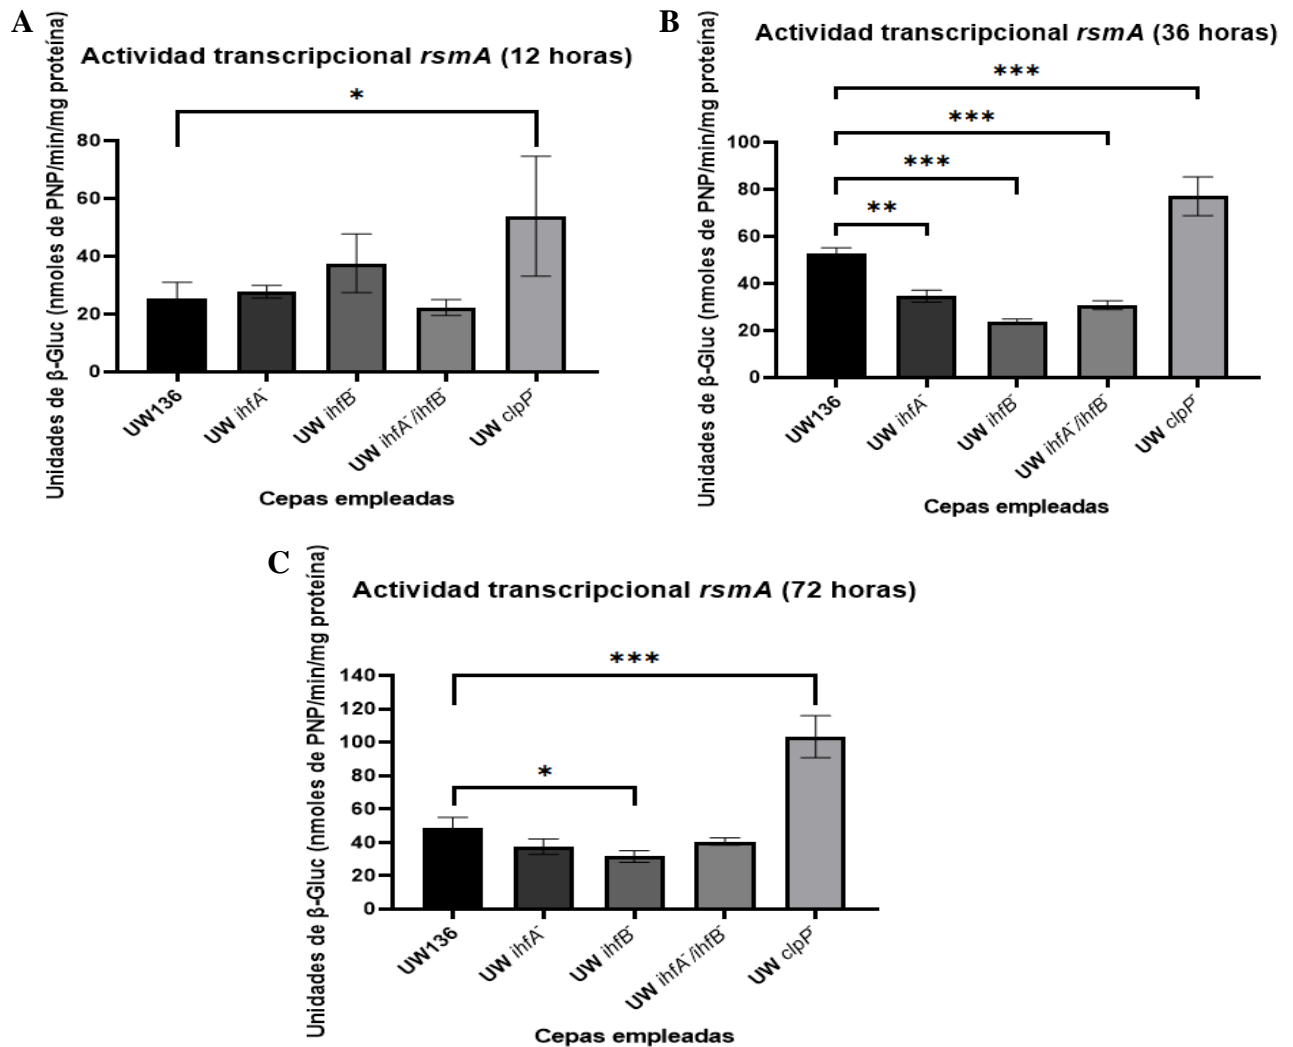 A
Actividad transcripcional rsmA (12 horas)
Unidades de β-Gluc (nmoles de PNP/min/mg proteína)
*
80
60
40
20
0
UW136
UW ihfA⁻
UW ihfB⁻
UW ihfA⁻/ihfB⁻
UW clpP⁻
Cepas empleadas
B
Actividad transcripcional rsmA (36 horas)
Unidades de β-Gluc (nmoles de PNP/min/mg proteína)
***
***
***
**
100
80
60
40
20
0
UW136
UW ihfA⁻
UW ihfB⁻
UW ihfA⁻/ihfB⁻
UW clpP⁻
Cepas empleadas
C
Actividad transcripcional rsmA (72 horas)
Unidades de β-Gluc (nmoles de PNP/min/mg proteína)
***
*
140
120
100
80
60
40
20
0
UW136
UW ihfA⁻
UW ihfB⁻
UW ihfA⁻/ihfB⁻
UW clpP⁻
Cepas empleadas